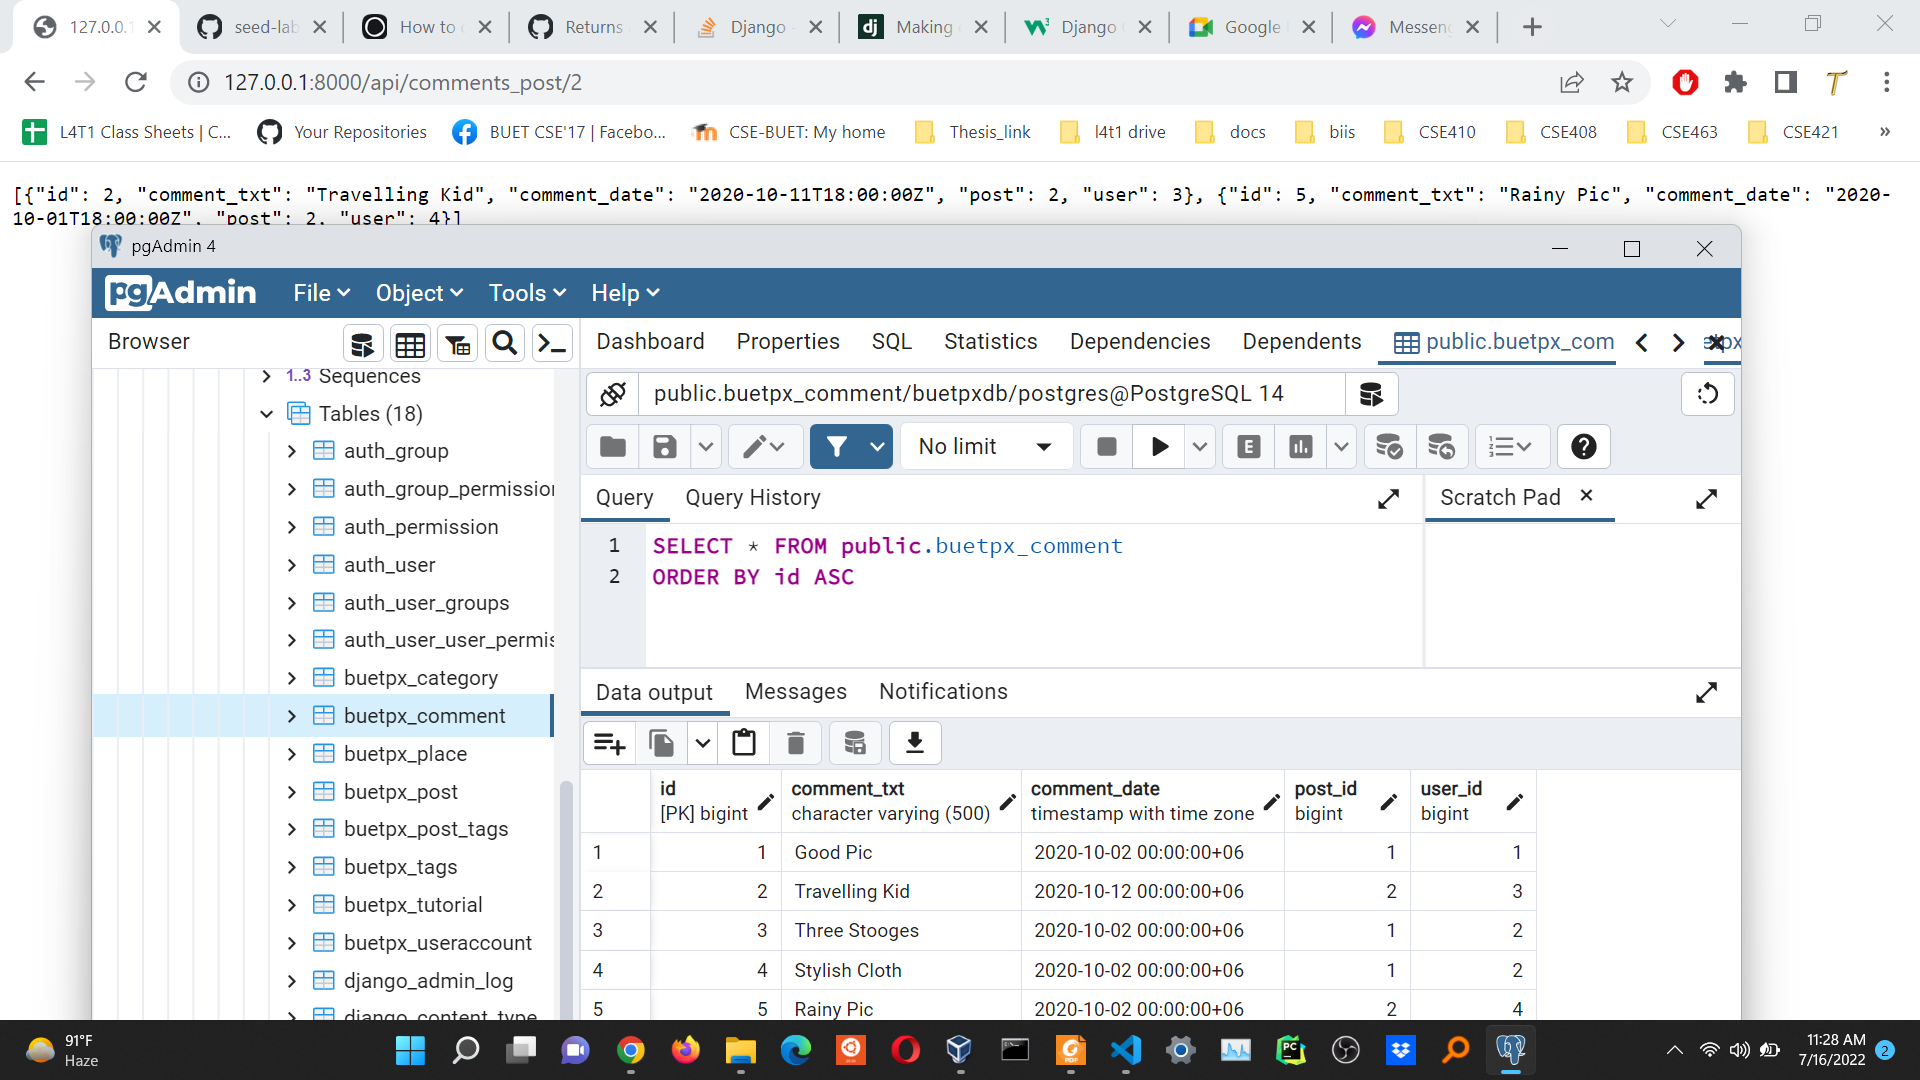 127.0.0.1
seed-lab
How to
Returns
Django
Making
Django
Google
Messeng
127.0.0.1:8000/api/comments_post/2
L4T1 Class Sheets | C...
Your Repositories
BUET CSE'17 | Facebo...
CSE-BUET: My home
Thesis_link
l4t1 drive
docs
biis
CSE410
CSE408
CSE463
CSE421
»
[{"id": 2, "comment_txt": "Travelling Kid", "comment_date": "2020-10-11T18:00:00Z", "post": 2, "user": 3}, {"id": 5, "comment_txt": "Rainy Pic", "comment_date": "2020-
10-01T18:00:00Z", "post": 2, "user": 4}]
pgAdmin 4
pgAdmin
File
Object
Tools
Help
Browser
Dashboard
Properties
SQL
Statistics
Dependencies
Dependents
public.buetpx_com
1..3 Sequences
Tables (18)
auth_group
auth_group_permission
auth_permission
auth_user
auth_user_groups
auth_user_user_permis
buetpx_category
buetpx_comment
buetpx_place
buetpx_post
buetpx_post_tags
buetpx_tags
buetpx_tutorial
buetpx_useraccount
django_admin_log
django_content_type
public.buetpx_comment/buetpxdb/postgres@PostgreSQL 14
No limit
E
Query
Query History
Scratch Pad
1 SELECT * FROM public.buetpx_comment
2 ORDER BY id ASC
Data output
Messages
Notifications
id
[PK] bigint
comment_txt
character varying (500)
comment_date
timestamp with time zone
post_id
bigint
user_id
bigint
1 1 Good Pic 2020-10-02 00:00:00+06 1 1
2 2 Travelling Kid 2020-10-12 00:00:00+06 2 3
3 3 Three Stooges 2020-10-02 00:00:00+06 1 2
4 4 Stylish Cloth 2020-10-02 00:00:00+06 1 2
5 5 Rainy Pic 2020-10-02 00:00:00+06 2 4
91°F
Haze
11:28 AM
7/16/2022
2